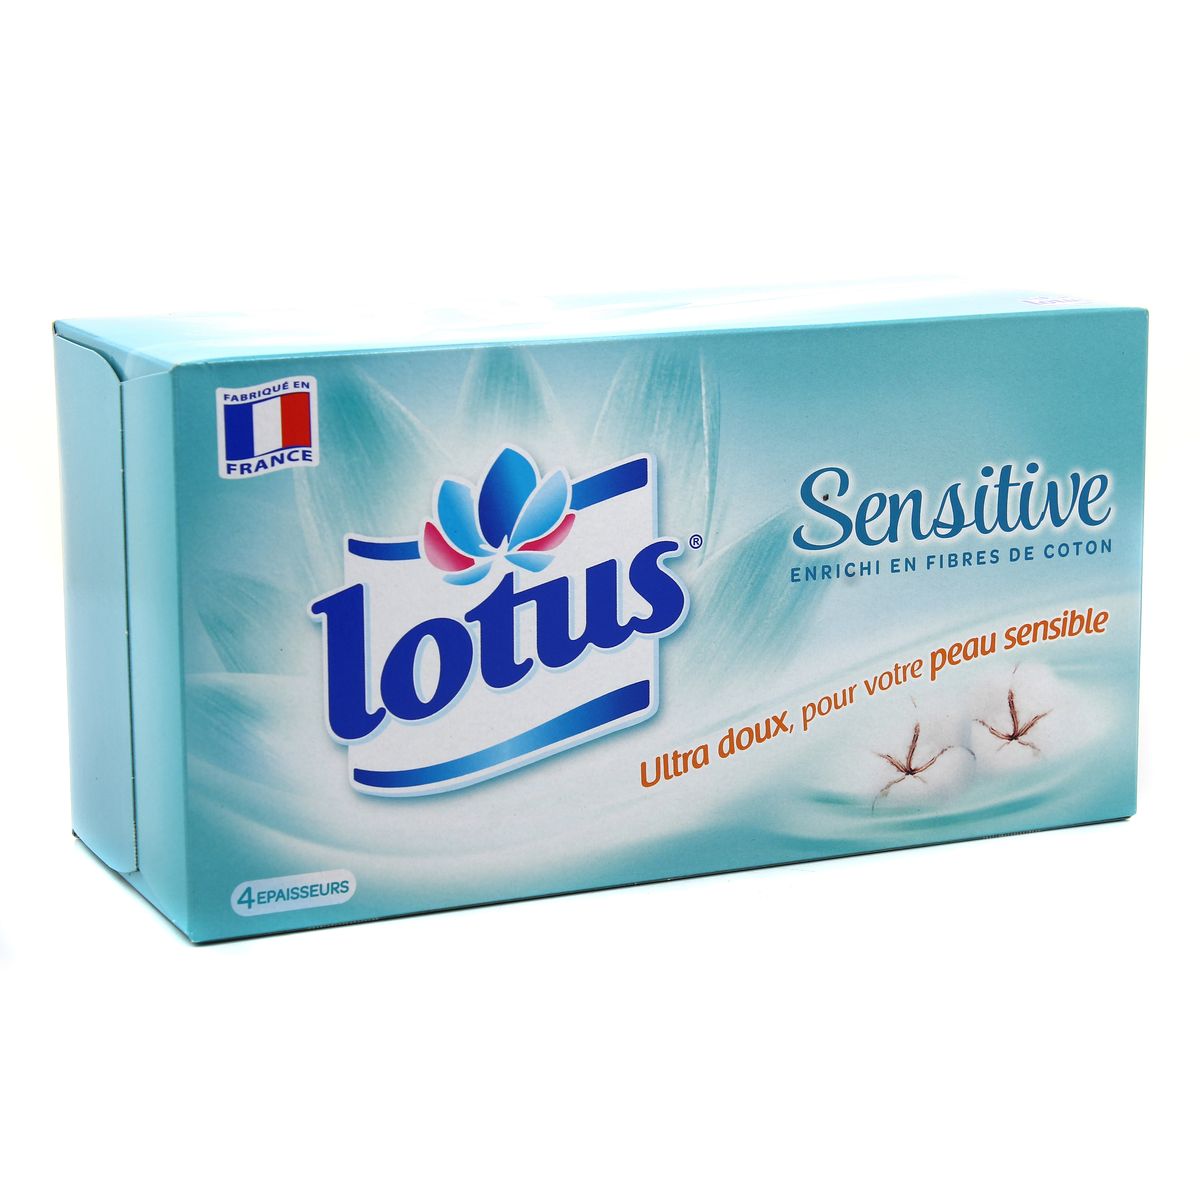 FABRIQUÉ EN
FRANCE
lotus®
Sensitive
ENRICHI EN FIBRES DE COTON
Ultra doux, pour votre peau sensible
4 EPAISSEURS